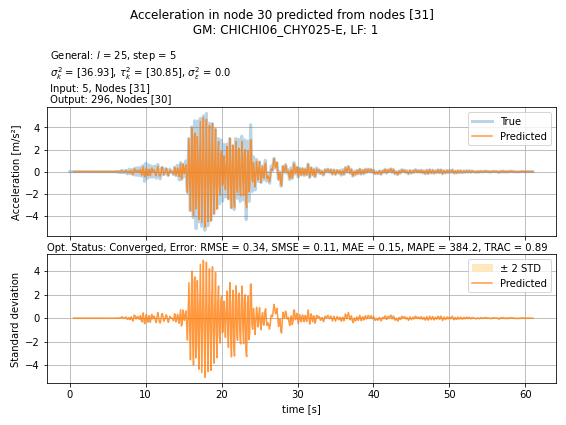 Acceleration in node 30 predicted from nodes [31]
GM: CHICHI06_CHY025-E, LF: 1
General: l = 25, step = 5
σ²ₖ = [36.93], τ²ₖ = [30.85], σ²ε = 0.0
Input: 5, Nodes [31]
Output: 296, Nodes [30]
True
Predicted
Acceleration [m/s²]
4
2
0
−2
−4
Opt. Status: Converged, Error: RMSE = 0.34, SMSE = 0.11, MAE = 0.15, MAPE = 384.2, TRAC = 0.89
± 2 STD
Predicted
Standard deviation
4
2
0
−2
−4
0 10 20 30 40 50 60
time [s]